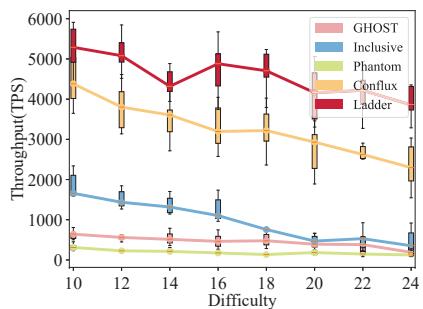 6000
5000
4000
3000
2000
1000
0
Throughput(TPS)
GHOST
Inclusive
Phantom
Conflux
Ladder
10 12 14 16 18 20 22 24
Difficulty